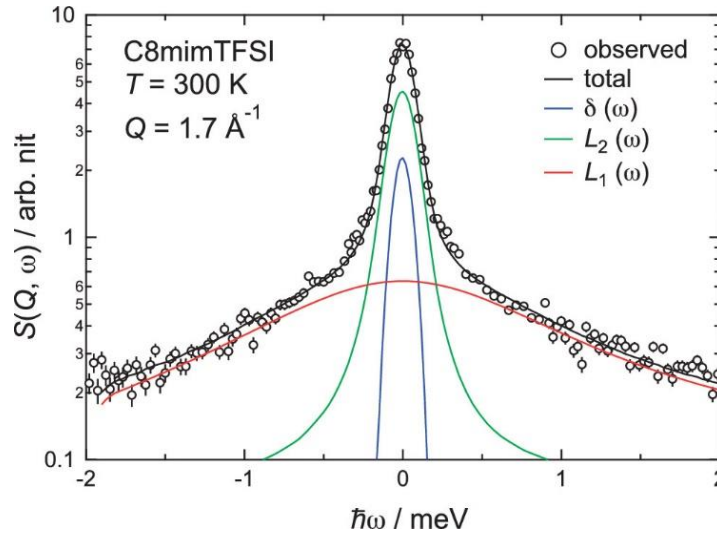 C8mimTFSI
T = 300 K
Q = 1.7 Å⁻¹
observed
total
δ (ω)
L₂ (ω)
L₁ (ω)
S(Q, ω) / arb. nit
10
6
5
4
3
2
1
6
5
4
3
2
0.1
-2
-1
0
1
2
ħω / meV